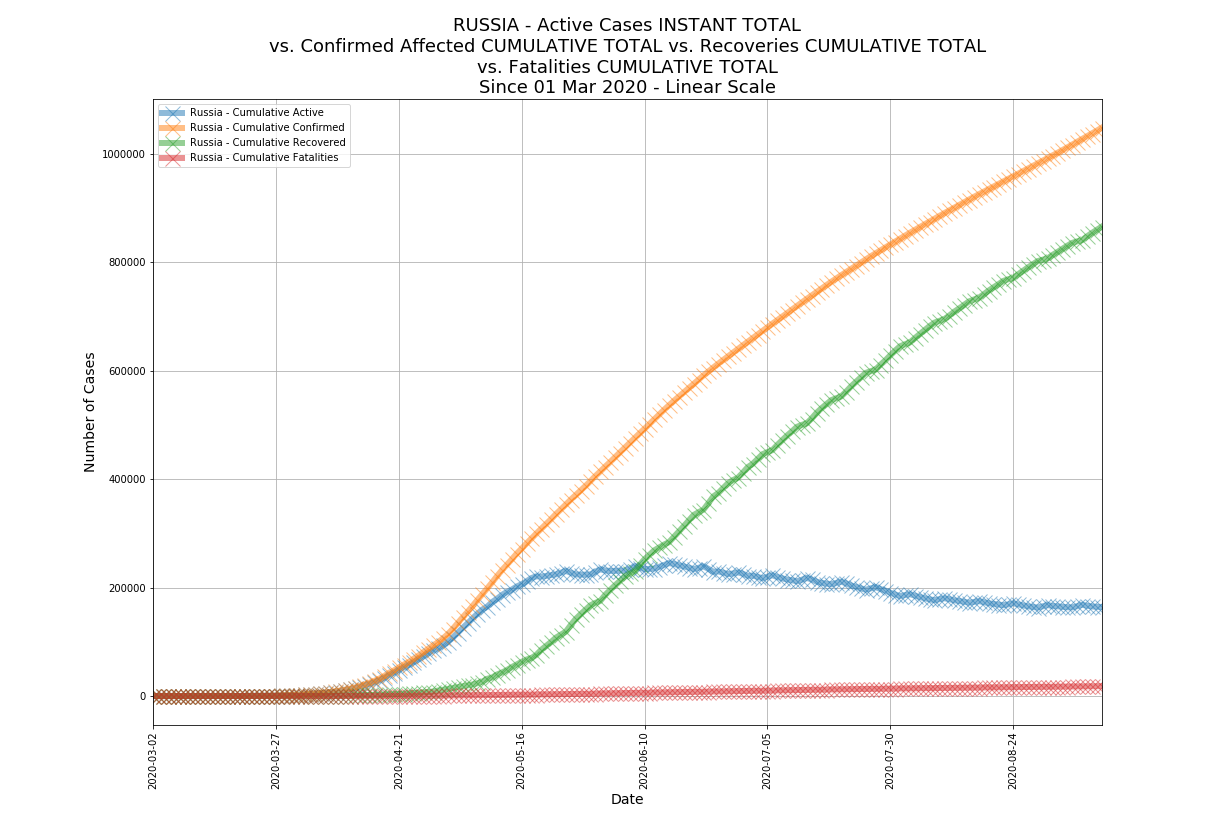 RUSSIA - Active Cases INSTANT TOTAL
vs. Confirmed Affected CUMULATIVE TOTAL vs. Recoveries CUMULATIVE TOTAL
vs. Fatalities CUMULATIVE TOTAL
Since 01 Mar 2020 - Linear Scale
Russia - Cumulative Active
Russia - Cumulative Confirmed
Russia - Cumulative Recovered
Russia - Cumulative Fatalities
Number of Cases
1000000
800000
600000
400000
200000
0
2020-03-02
2020-03-27
2020-04-21
2020-05-16
2020-06-10
2020-07-05
2020-07-30
2020-08-24
Date